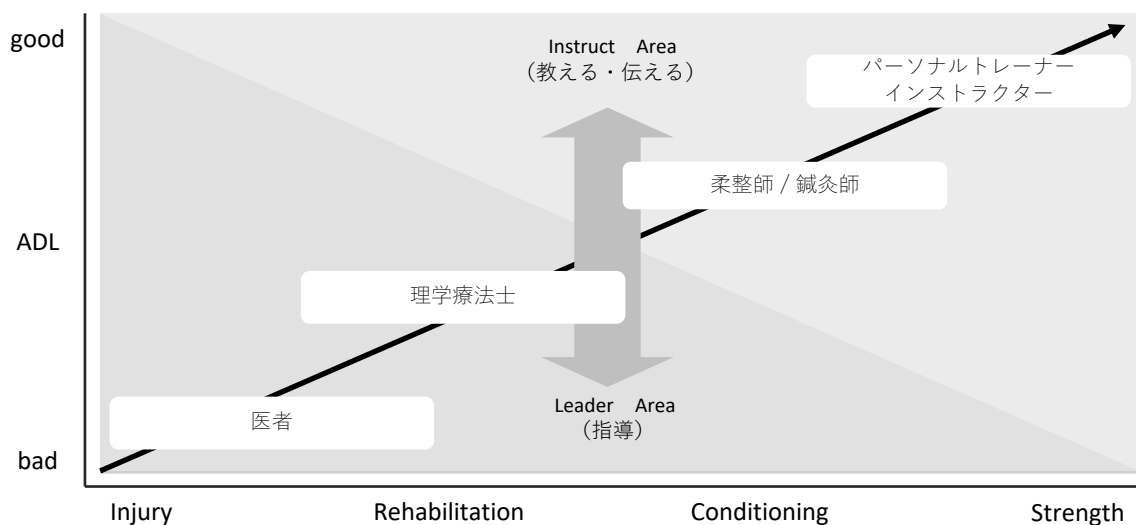 good
Instruct Area
（教える・伝える）
パーソナルトレーナー
インストラクター
柔整師 / 鍼灸師
ADL
理学療法士
Leader Area
（指導）
医者
bad
Injury
Rehabilitation
Conditioning
Strength